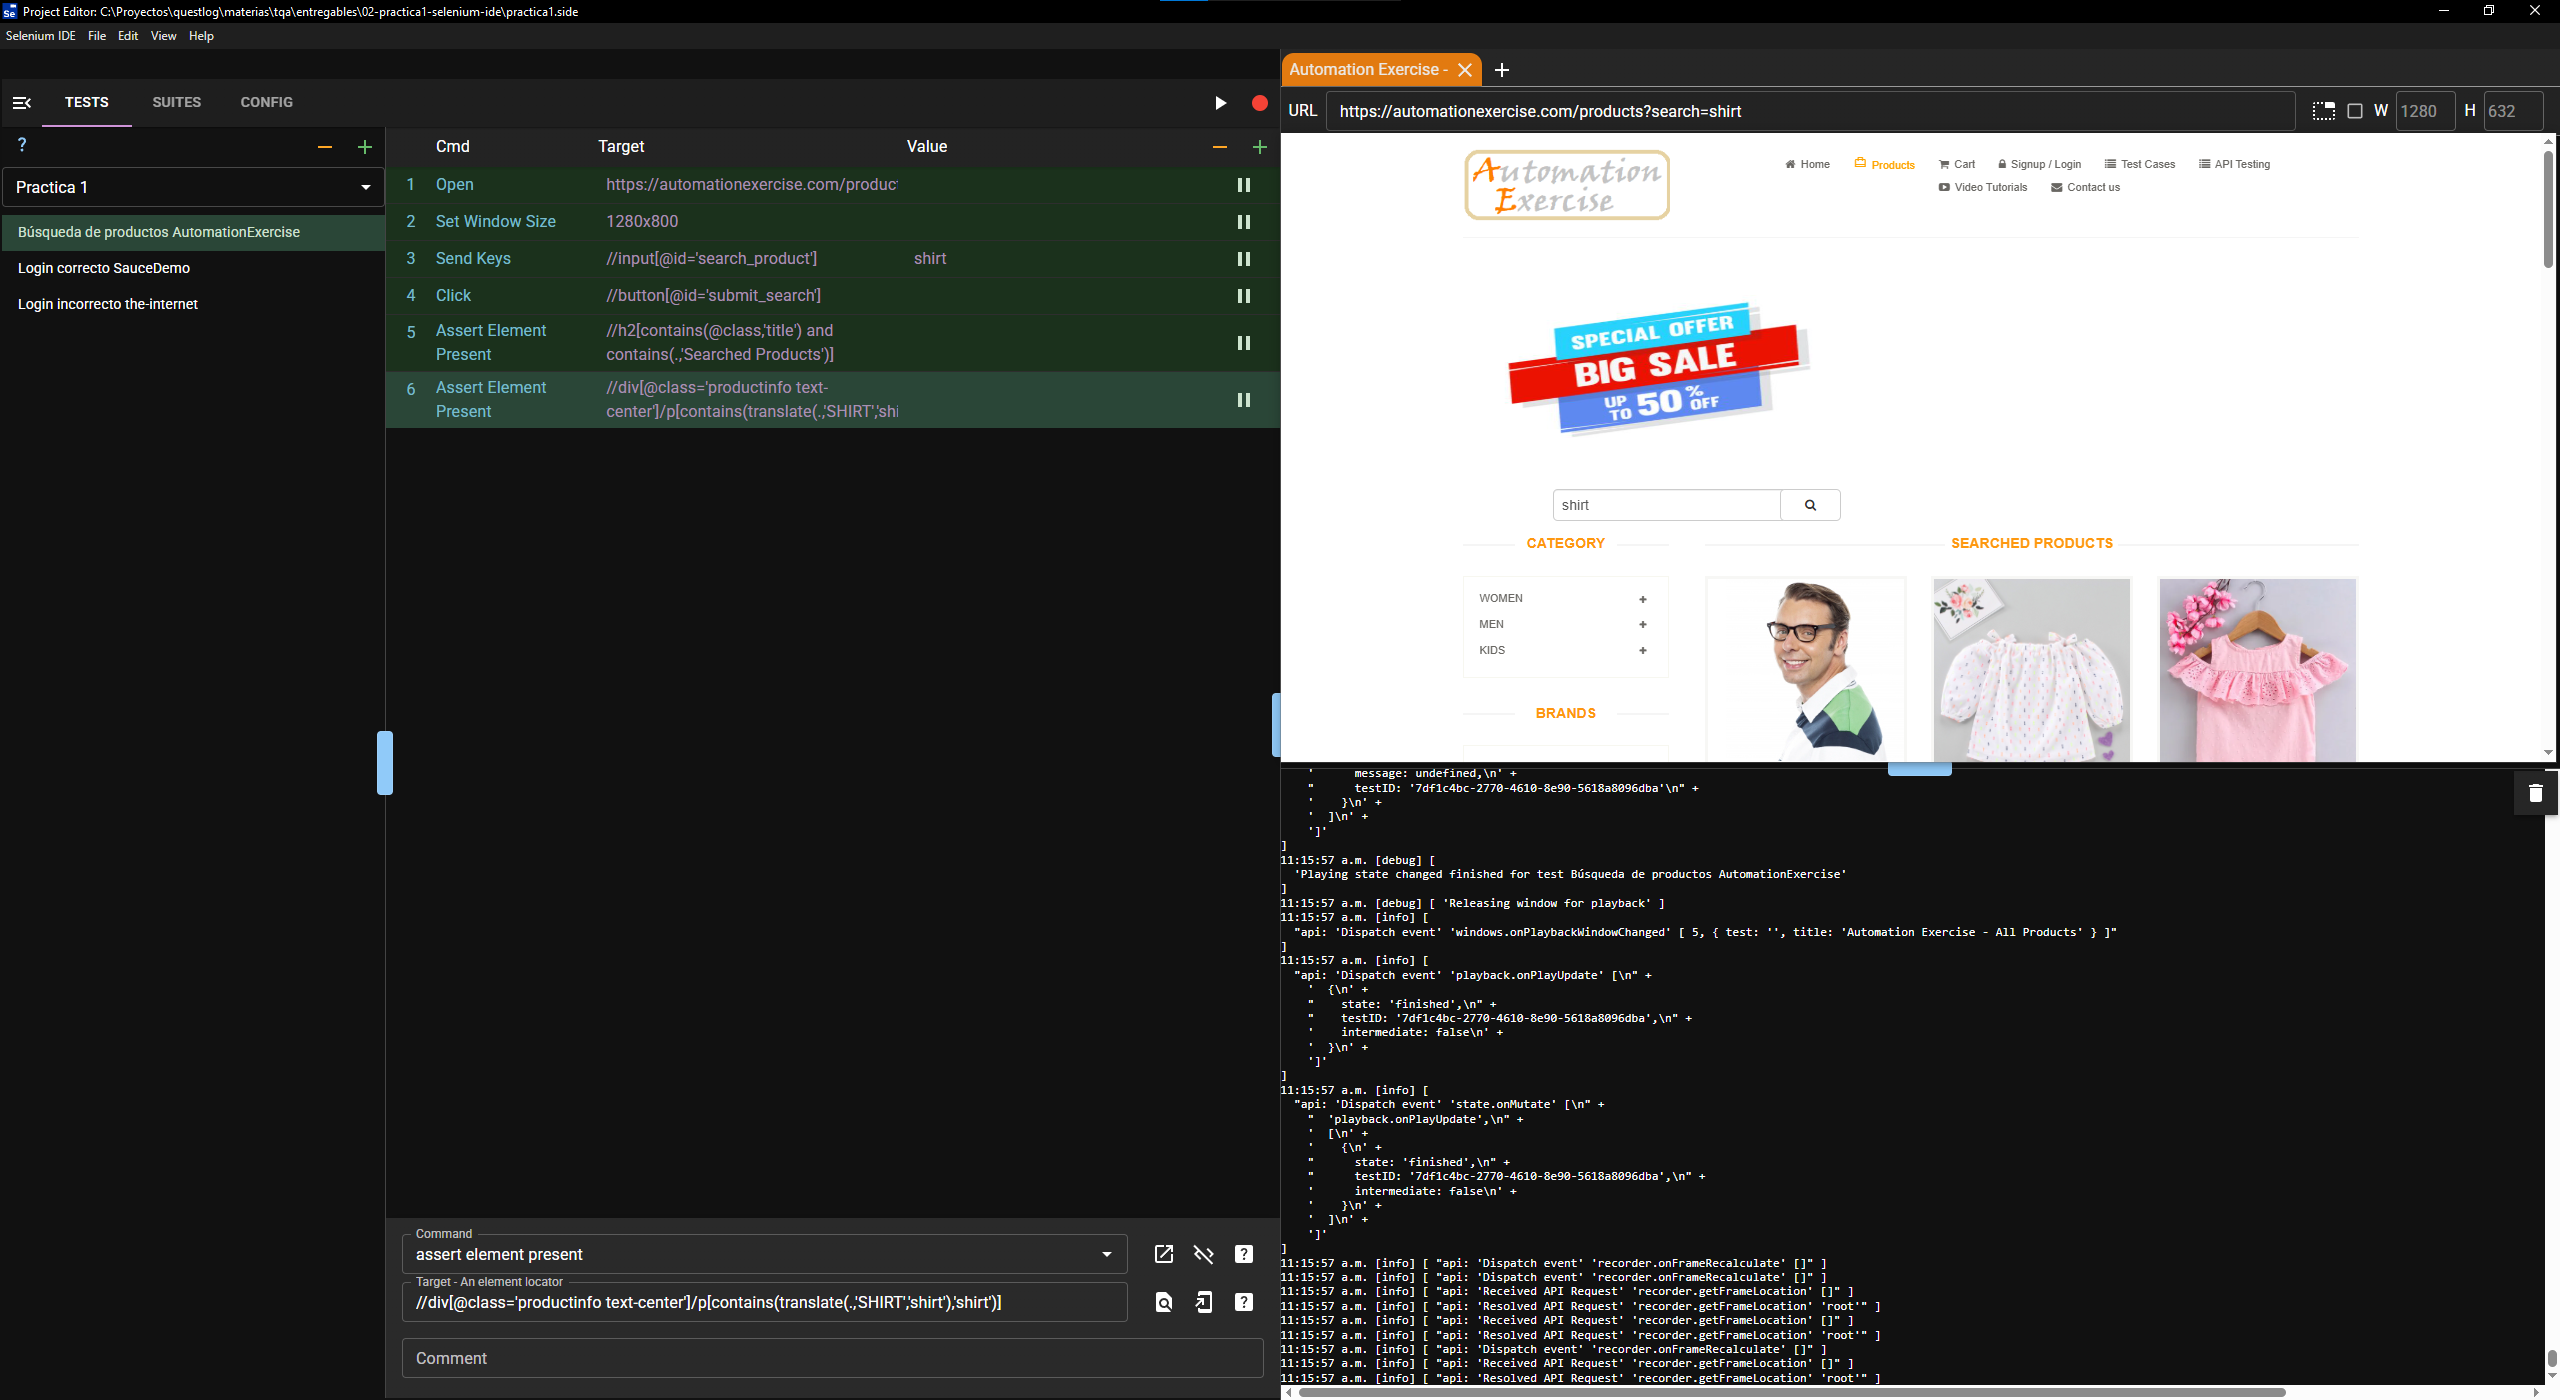 Project Editor: C:\Proyectos\questlog\materias\tqa\entregables\02-practica1-selenium-ide\practica1.side
Selenium IDE File Edit View Help
TESTS SUITES CONFIG
?
Practica 1
Búsqueda de productos AutomationExercise
Login correcto SauceDemo
Login incorrecto the-internet
Cmd Target Value
1 Open https://automationexercise.com/produc
2 Set Window Size 1280x800
3 Send Keys //input[@id='search_product'] shirt
4 Click //button[@id='submit_search']
5 Assert Element Present //h2[contains(@class,'title') and
contains(.,'Searched Products')]
6 Assert Element Present //div[@class='productinfo text-
center']/p[contains(translate(.,'SHIRT','shi
Command
assert element present
Target - An element locator
//div[@class='productinfo text-center']/p[contains(translate(.,'SHIRT','shirt'),'shirt')]
Comment
Automation Exercise -
URL https://automationexercise.com/products?search=shirt W 1280 H 632
Automation
Exercise
Home Products Cart Signup / Login Test Cases API Testing
Video Tutorials Contact us
SPECIAL OFFER
BIG SALE
UP TO 50% OFF
shirt
CATEGORY
WOMEN +
MEN +
KIDS +
BRANDS
SEARCHED PRODUCTS
'      message: undefined,\n' +
"      testID: '7df1c4bc-2770-4610-8e90-5618a8096dba'\n" +
'    }\n' +
'  ]\n' +
']'
]
11:15:57 a.m. [debug] [
'Playing state changed finished for test Búsqueda de productos AutomationExercise'
]
11:15:57 a.m. [debug] [ 'Releasing window for playback' ]
11:15:57 a.m. [info] [
"api: 'Dispatch event' 'windows.onPlaybackWindowChanged' [ 5, { test: '', title: 'Automation Exercise - All Products' } ]"
]
11:15:57 a.m. [info] [
"api: 'Dispatch event' 'playback.onPlayUpdate' [\n" +
'  {\n' +
"    state: 'finished',\n" +
"    testID: '7df1c4bc-2770-4610-8e90-5618a8096dba',\n" +
'    intermediate: false\n' +
'  }\n' +
']'
]
11:15:57 a.m. [info] [
"api: 'Dispatch event' 'state.onMutate' [\n" +
"  'playback.onPlayUpdate',\n" +
'  [\n' +
'    {\n' +
"      state: 'finished',\n" +
"      testID: '7df1c4bc-2770-4610-8e90-5618a8096dba',\n" +
'      intermediate: false\n' +
'    }\n' +
'  ]\n' +
']'
]
11:15:57 a.m. [info] [ "api: 'Dispatch event' 'recorder.onFrameRecalculate' []" ]
11:15:57 a.m. [info] [ "api: 'Dispatch event' 'recorder.onFrameRecalculate' []" ]
11:15:57 a.m. [info] [ "api: 'Received API Request' 'recorder.getFrameLocation' []" ]
11:15:57 a.m. [info] [ "api: 'Resolved API Request' 'recorder.getFrameLocation' 'root'" ]
11:15:57 a.m. [info] [ "api: 'Received API Request' 'recorder.getFrameLocation' []" ]
11:15:57 a.m. [info] [ "api: 'Resolved API Request' 'recorder.getFrameLocation' 'root'" ]
11:15:57 a.m. [info] [ "api: 'Dispatch event' 'recorder.onFrameRecalculate' []" ]
11:15:57 a.m. [info] [ "api: 'Received API Request' 'recorder.getFrameLocation' []" ]
11:15:57 a.m. [info] [ "api: 'Resolved API Request' 'recorder.getFrameLocation' 'root'" ]